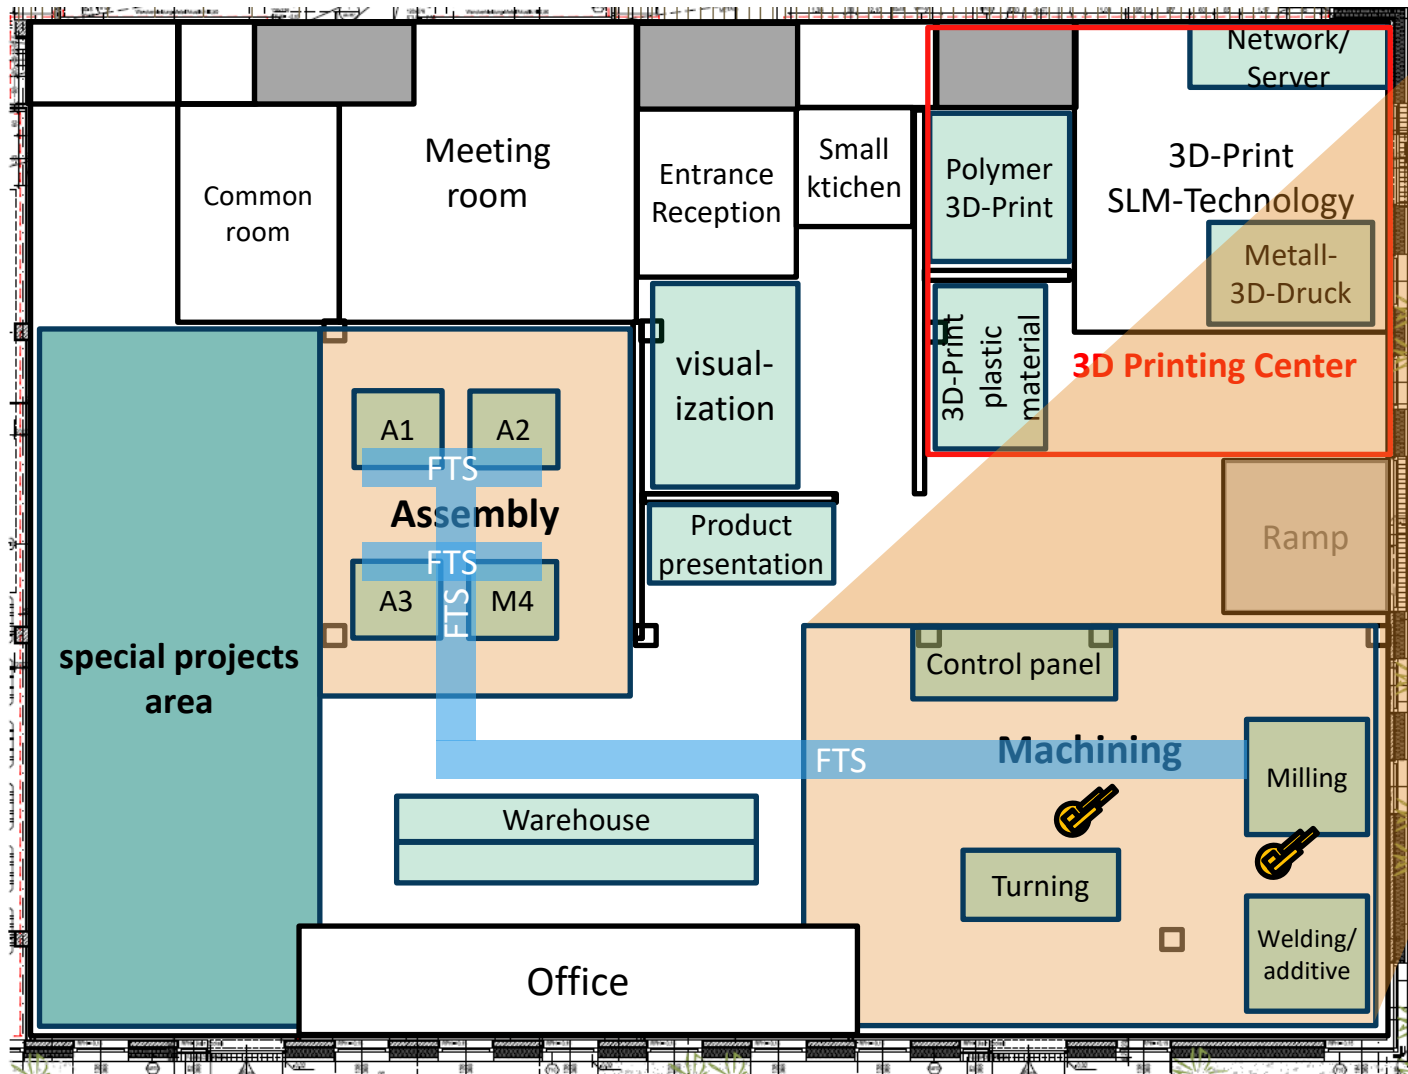 Network/
Server
Meeting
room
Common
room
Entrance
Reception
Small
ktichen
Polymer
3D-Print
3D-Print
SLM-Technology
Metall-
3D-Druck
visual-
ization
3D-Print
plastic
material
3D Printing Center
A1
A2
FTS
Assembly
FTS
A3
FTS
M4
Product
presentation
Ramp
special projects
area
Control panel
Machining
FTS
Milling
Warehouse
Turning
Welding/
additive
Office